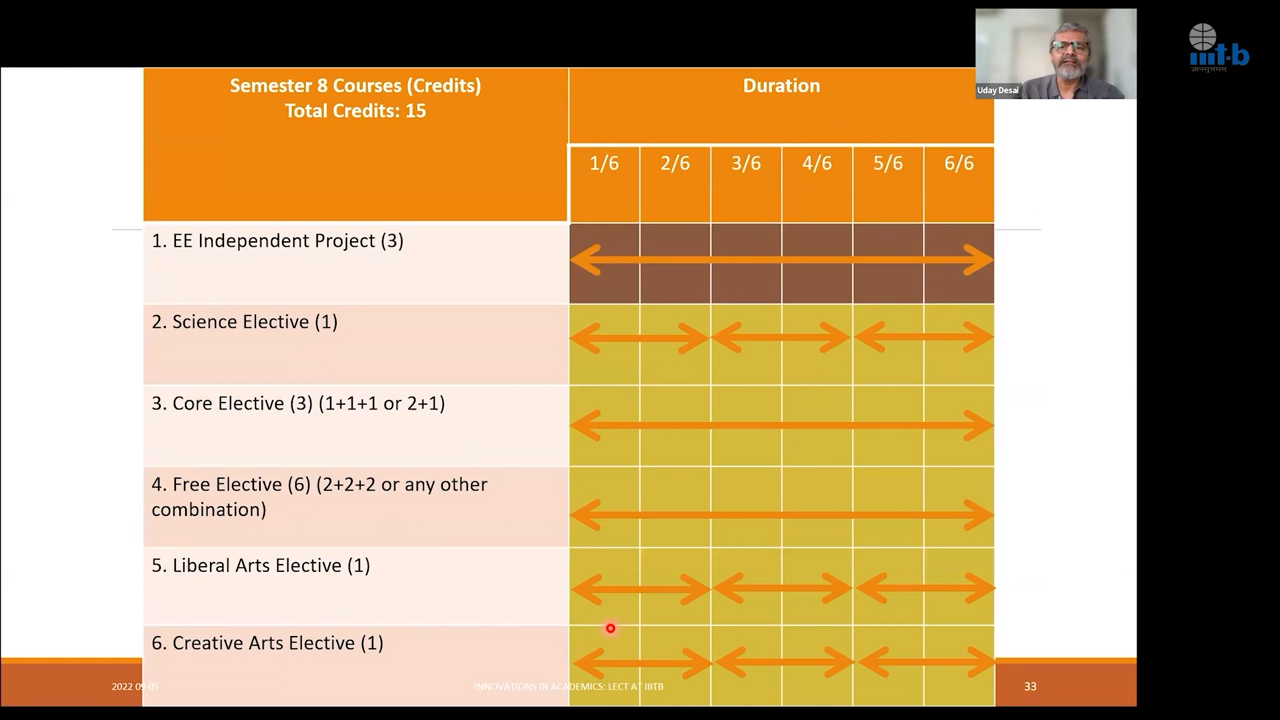 Semester 8 Courses (Credits)
Total Credits: 15
Duration
1/6 2/6 3/6 4/6 5/6 6/6
1. EE Independent Project (3)
2. Science Elective (1)
3. Core Elective (3) (1+1+1 or 2+1)
4. Free Elective (6) (2+2+2 or any other
combination)
5. Liberal Arts Elective (1)
6. Creative Arts Elective (1)
2022 09 05
INNOVATIONS IN ACADEMICS: LECT AT IIITB
33
Uday Desai
iiit-b